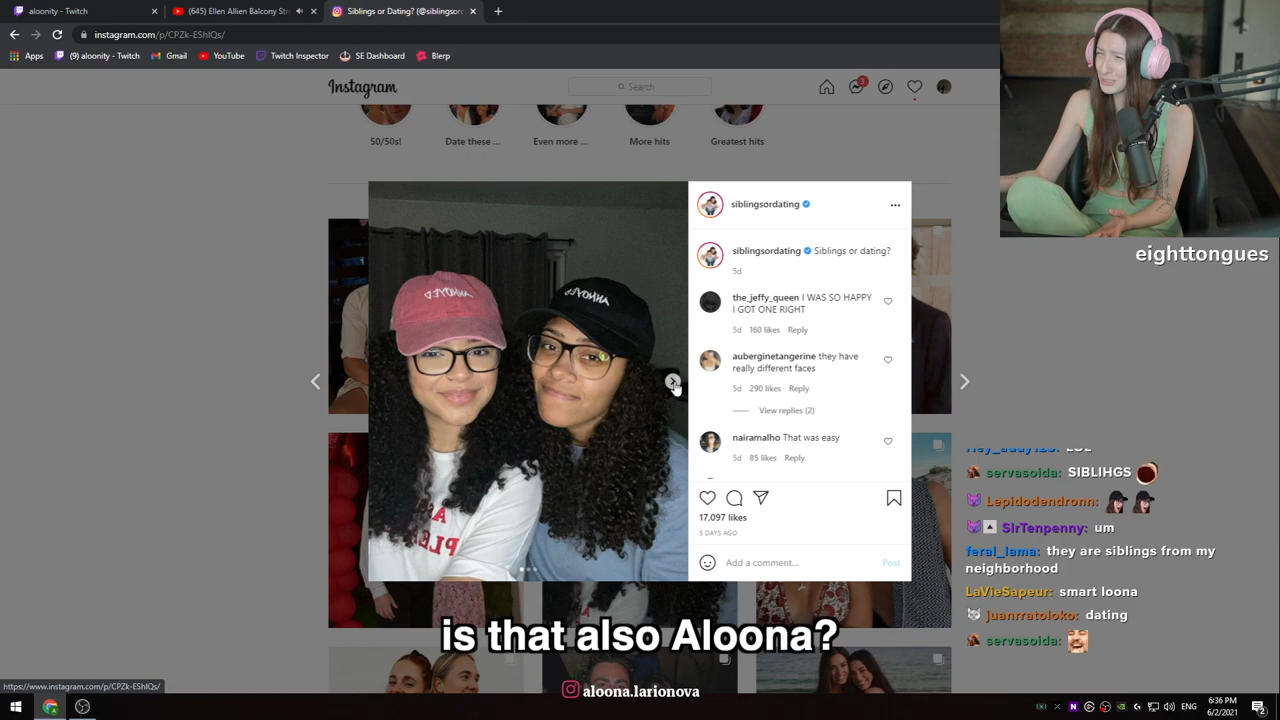 aloonity - Twitch
(645) Ellen Allien Balcony St
Siblings or Dating? (@siblingsor
instagram.com/p/CPZk-EShIQs/
Apps
YT
(9) aloonity - Twitch
Gmail
YouTube
Twitch Inspector
SE Dashboard
Blerp
Instagram
Search
3
50/50s!
Date these ...
Even more ...
More hits
Greatest hits
siblingsordating
siblingsordating Siblings or dating?
5d
the_jeffy_queen I WAS SO HAPPY
I GOT ONE RIGHT
5d 160 likes Reply
auberginetangerine they have
really different faces
5d 290 likes Reply
View replies (2)
nairamalho That was easy
5d 85 likes Reply
17,097 likes
5 DAYS AGO
Add a comment...
Post
eighttongues
servasoida: SIBLIHGS
Lepidodendronn:
SirTenpenny: um
feral_lama: they are siblings from my
neighborhood
LaVieSapeur: smart loona
juanrratoloko: dating
servasoida:
is that also Aloona?
aloona.larionova
https://www.instagram.com/p/CPZk-EShIQs/
ENG
6:36 PM
6/2/2021
2